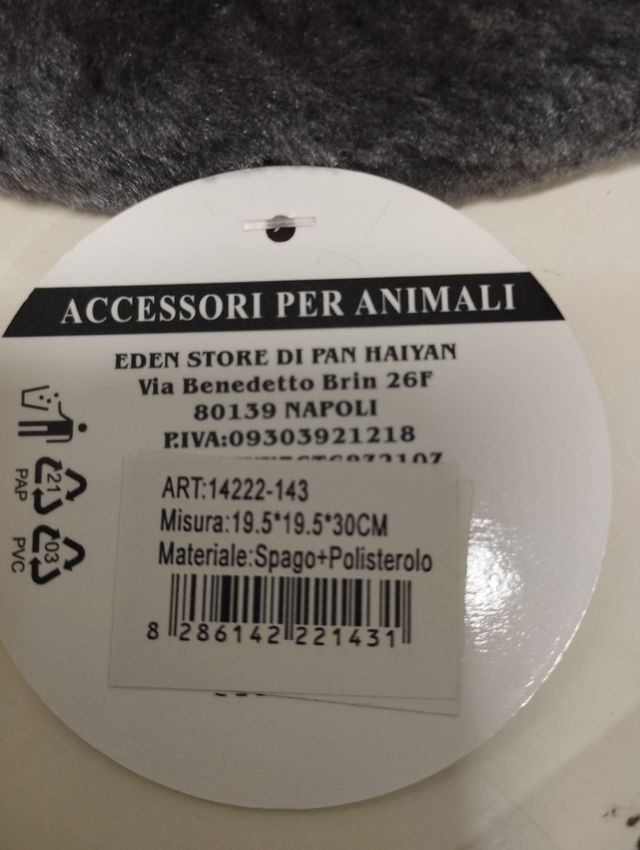 ACCESSORI PER ANIMALI
EDEN STORE DI PAN HAIYAN
Via Benedetto Brin 26F
80139 NAPOLI
P.IVA:09303921218
ART:14222-143
Misura:19.5*19.5*30CM
Materiale:Spago+Polisterolo
8 286142 221431
21
PAP
03
PVC